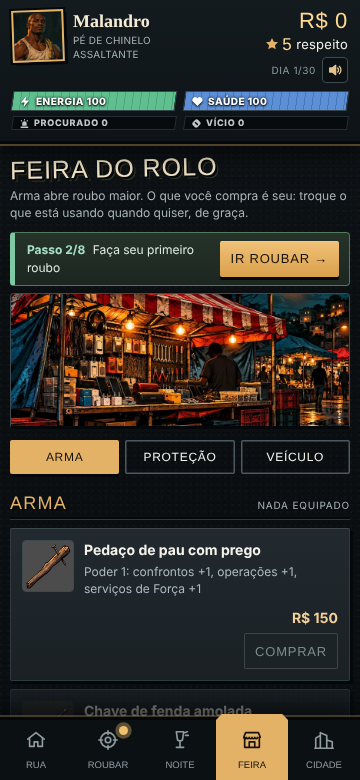 Malandro
PÉ DE CHINELO
ASSALTANTE
R$ 0
5 respeito
DIA 1/30
ENERGIA 100
SAÚDE 100
PROCURADO 0
VÍCIO 0
FEIRA DO ROLO
Arma abre roubo maior. O que você compra é seu: troque o
que está usando quando quiser, de graça.
Passo 2/8 Faça seu primeiro
roubo
IR ROUBAR →
ARMA
PROTEÇÃO
VEÍCULO
ARMA
NADA EQUIPADO
Pedaço de pau com prego
Poder 1: confrontos +1, operações +1,
serviços de Força +1
R$ 150
COMPRAR
Chave de fenda amolada
RUA
ROUBAR
NOITE
FEIRA
CIDADE